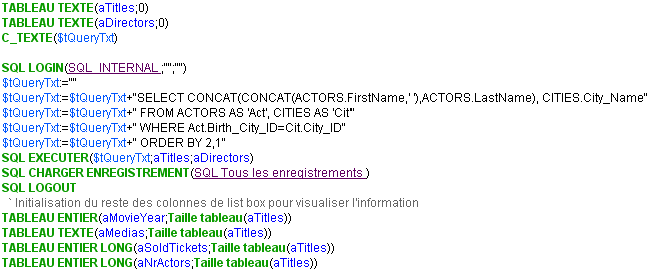 TABLEAU TEXTE(aTitles;0)
TABLEAU TEXTE(aDirectors;0)
C_TEXTE($tQueryTxt)
SQL LOGIN(SQL_INTERNAL ;"";"")
$tQueryTxt:=""
$tQueryTxt:=$tQueryTxt+"SELECT CONCAT(CONCAT(ACTORS.FirstName,' '),ACTORS.LastName), CITIES.City_Name"
$tQueryTxt:=$tQueryTxt+" FROM ACTORS AS 'Act', CITIES AS 'Cit'"
$tQueryTxt:=$tQueryTxt+" WHERE Act.Birth_City_ID=Cit.City_ID"
$tQueryTxt:=$tQueryTxt+" ORDER BY 2,1"
SQL EXECUTER($tQueryTxt;aTitles;aDirectors)
SQL CHARGER ENREGISTREMENT(SQL Tous les enregistrements )
SQL LOGOUT
` Initialisation du reste des colonnes de list box pour visualiser l'information
TABLEAU ENTIER(aMovieYear;Taille tableau(aTitles))
TABLEAU TEXTE(aMedias;Taille tableau(aTitles))
TABLEAU ENTIER LONG(aSoldTickets;Taille tableau(aTitles))
TABLEAU ENTIER LONG(aNrActors;Taille tableau(aTitles))